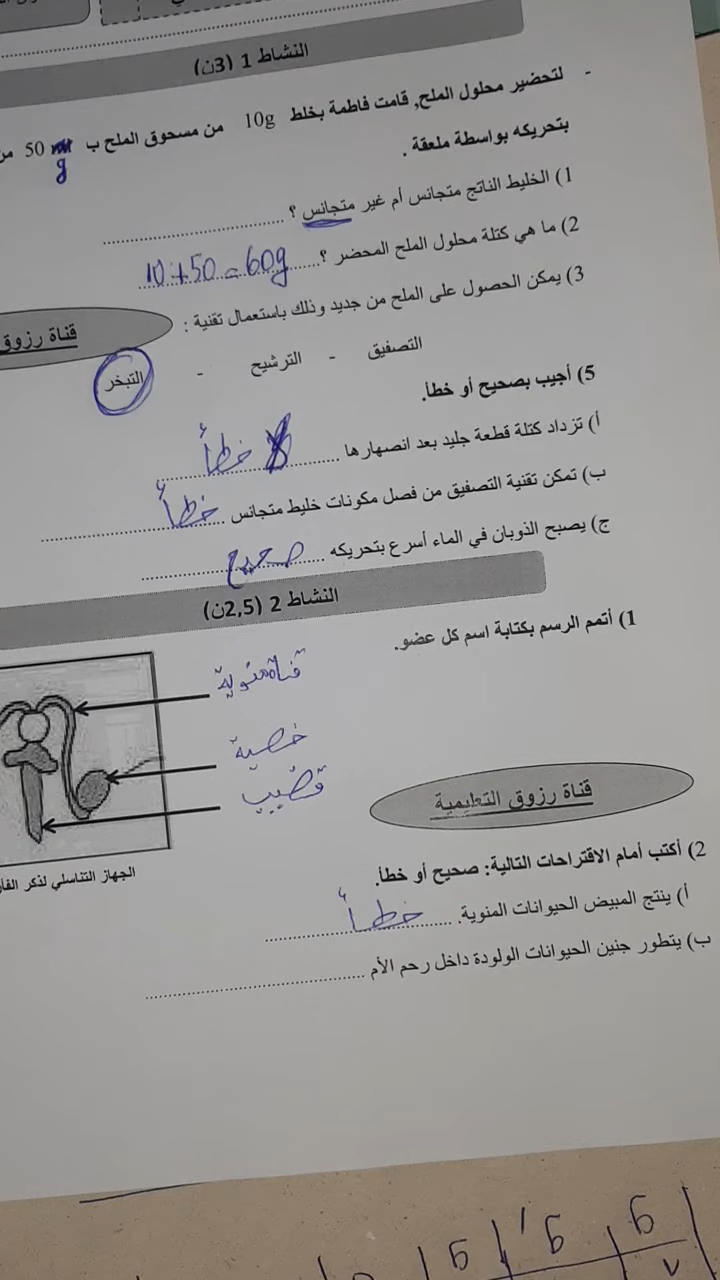 النشاط 1 (3ن)
- لتحضير محلول الملح, قامت فاطمة بخلط 10g من مسحوق الملح ب 50 g
بتحريكه بواسطة ملعقة .
1) الخليط الناتج متجانس أم غير متجانس ؟ ..............................
2) ما هي كتلة محلول الملح المحضر ؟ 10+50=60g
3) يمكن الحصول على الملح من جديد وذلك باستعمال تقنية :
التصفيق - الترشيح - التبخر
قناة رزوق
5) أجيب بصحيح أو خطأ.
أ) تزداد كتلة قطعة جليد بعد انصهارها خطأ
ب) تمكن تقنية التصفيق من فصل مكونات خليط متجانس خطأ
ج) يصبح الذوبان في الماء أسرع بتحريكه صحيح
النشاط 2 (2,5ن)
1) أتمم الرسم بكتابة اسم كل عضو.
قناة منوية
خصية
قضيب
الجهاز التناسلي لذكر
قناة رزوق التعليمية
2) أكتب أمام الاقتراحات التالية: صحيح أو خطأ.
أ) ينتج المبيض الحيوانات المنوية. خطأ
ب) يتطور جنين الحيوانات الولودة داخل رحم الأم ..............................
g g, g g